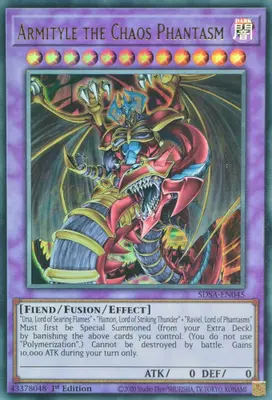 ARMITYLE THE CHAOS PHANTASM
DARK
闇
SDSA-EN045
[FIEND/FUSION/EFFECT]
"Uria, Lord of Searing Flames" + "Hamon, Lord of Striking Thunder" + "Raviel, Lord of Phantasms"
Must first be Special Summoned (from your Extra Deck)
by banishing the above cards you control. (You do not use
"Polymerization".) Cannot be destroyed by battle. Gains
10,000 ATK during your turn only.
ATK/ 0 DEF/ 0
43378048 1st Edition ©2020 Studio Dice/SHUEISHA, TV TOKYO, KONAMI